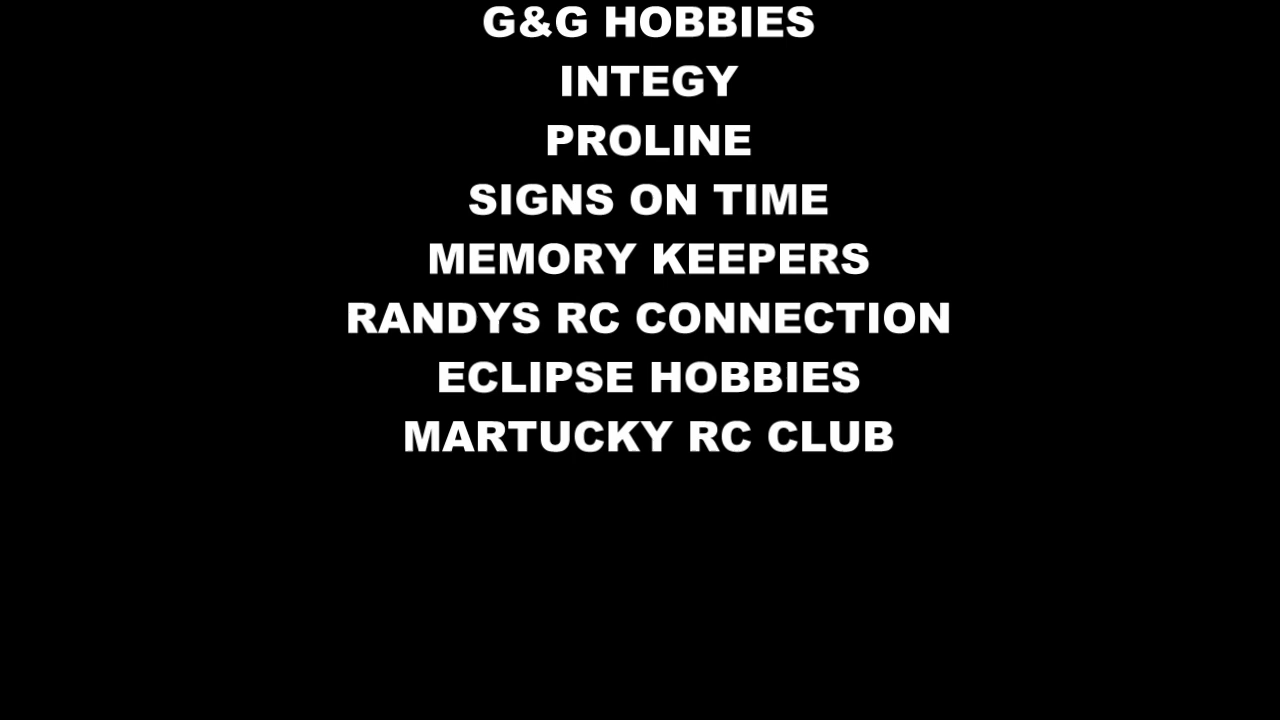 G&G HOBBIES
INTEGY
PROLINE
SIGNS ON TIME
MEMORY KEEPERS
RANDYS RC CONNECTION
ECLIPSE HOBBIES
MARTUCKY RC CLUB